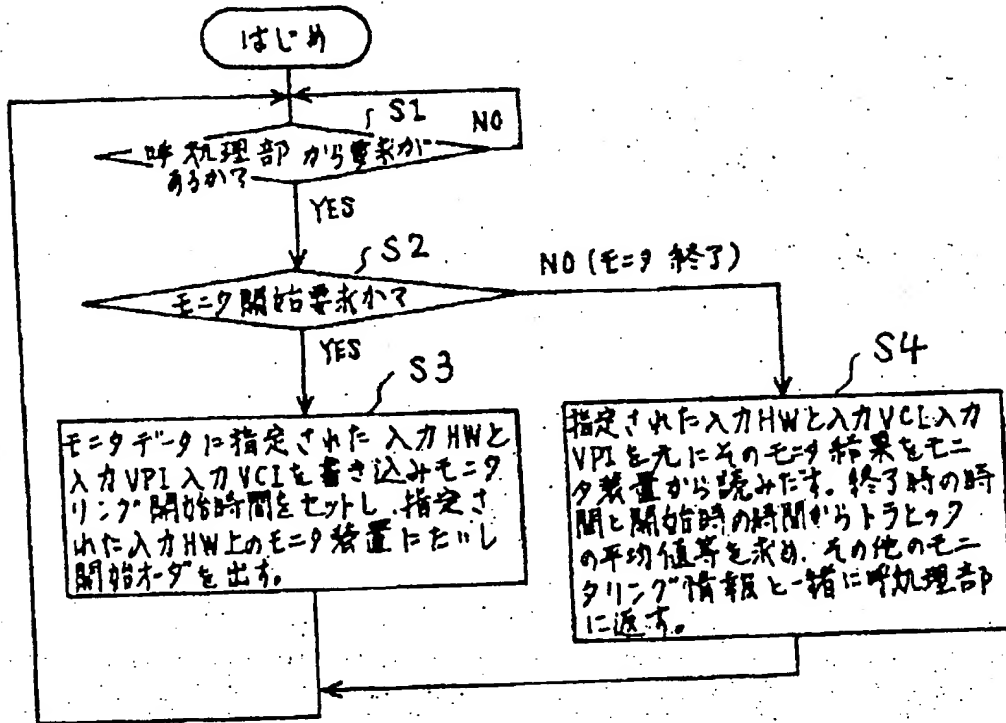 はじめ
S1
NO
呼処理部から要求が
あるか?
YES
S2
NO (モニタ終了)
モニタ開始要求か?
YES
S3
モニタデータに指定された入力HWと
入力VPI入力VCIを書き込みモニタ
リング開始時間をセットし、指定さ
れた入力HW上のモニタ装置にたいし
開始オーダを出す。
S4
指定された入力HWと入力VCI入力
VPIを元にそのモニタ結果をモニ
タ装置から読みだす。終了時の時
間と開始時の時間からトラヒック
の平均値等を求め、その他のモニ
タリング情報と一緒に呼処理部
に返す。